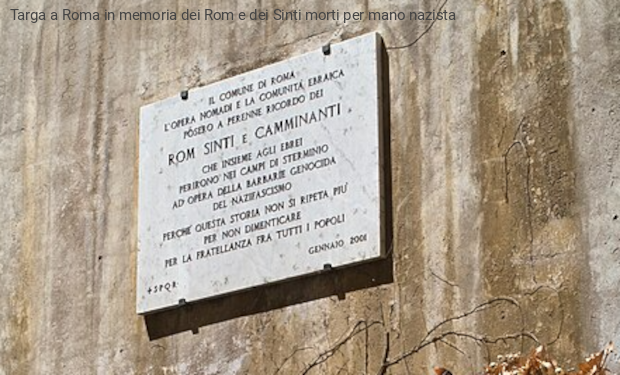 Targa a Roma in memoria dei Rom e dei Sinti morti per mano nazista
IL COMUNE DI ROMA
L'OPERA NOMADI E LA COMUNITÀ EBRAICA
POSERO A PERENNE RICORDO DEI
ROM SINTI E CAMMINANTI
CHE INSIEME AGLI EBREI
PERIRONO NEI CAMPI DI STERMINIO
AD OPERA DELLA BARBARIE GENOCIDA
DEL NAZIFASCISMO
PERCHÈ QUESTA STORIA NON SI RIPETA PIU'
PER NON DIMENTICARE
PER LA FRATELLANZA FRA TUTTI I POPOLI
GENNAIO 2001
+SPQR